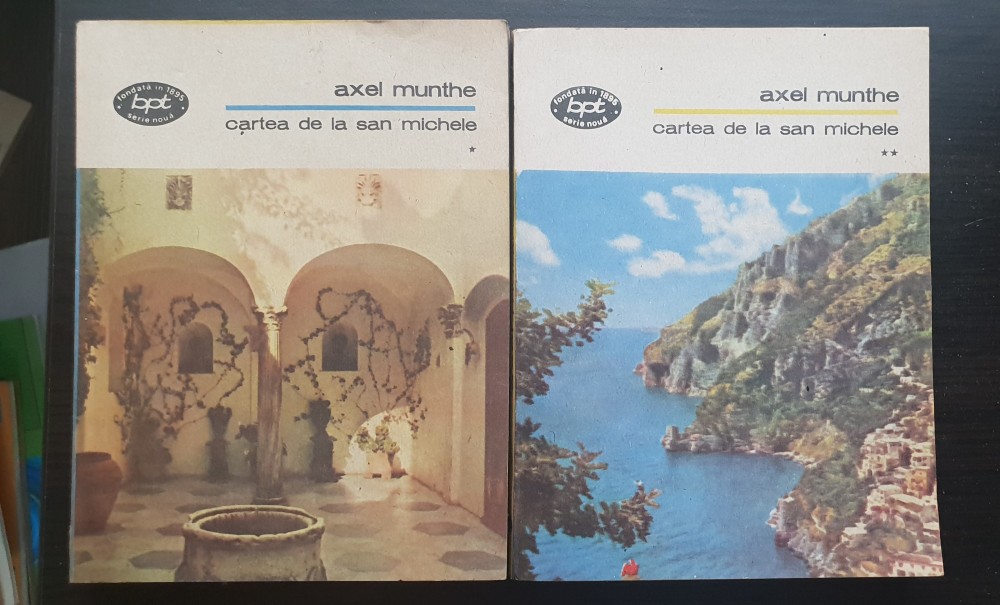 fondată în 1895
bpt
serie nouă
axel munthe
cartea de la san michele
*
fondată în 1895
bpt
serie nouă
axel munthe
cartea de la san michele
**